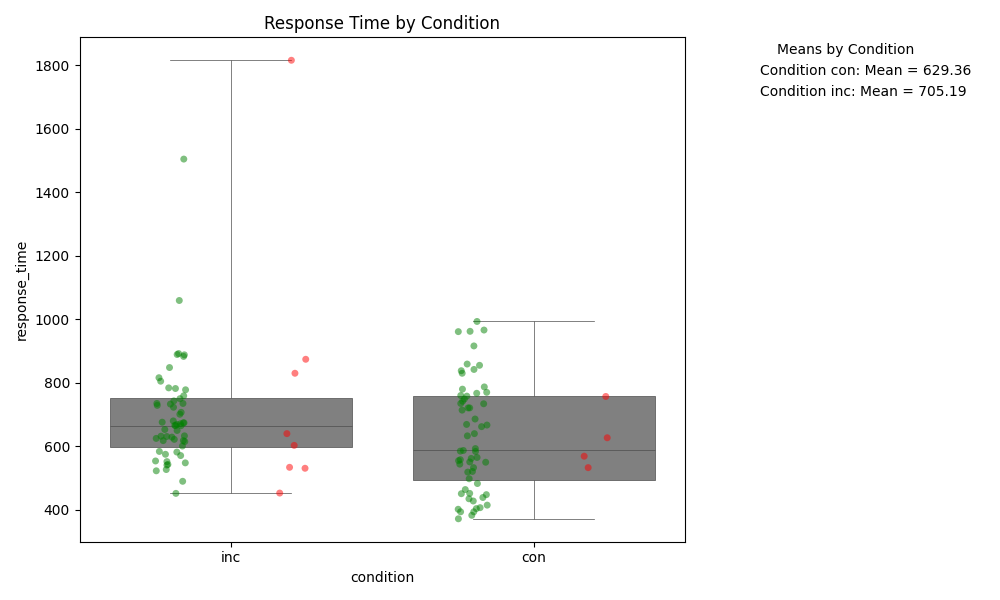 Response Time by Condition
Means by Condition
Condition con: Mean = 629.36
Condition inc: Mean = 705.19
response_time
1800
1600
1400
1200
1000
800
600
400
inc
con
condition